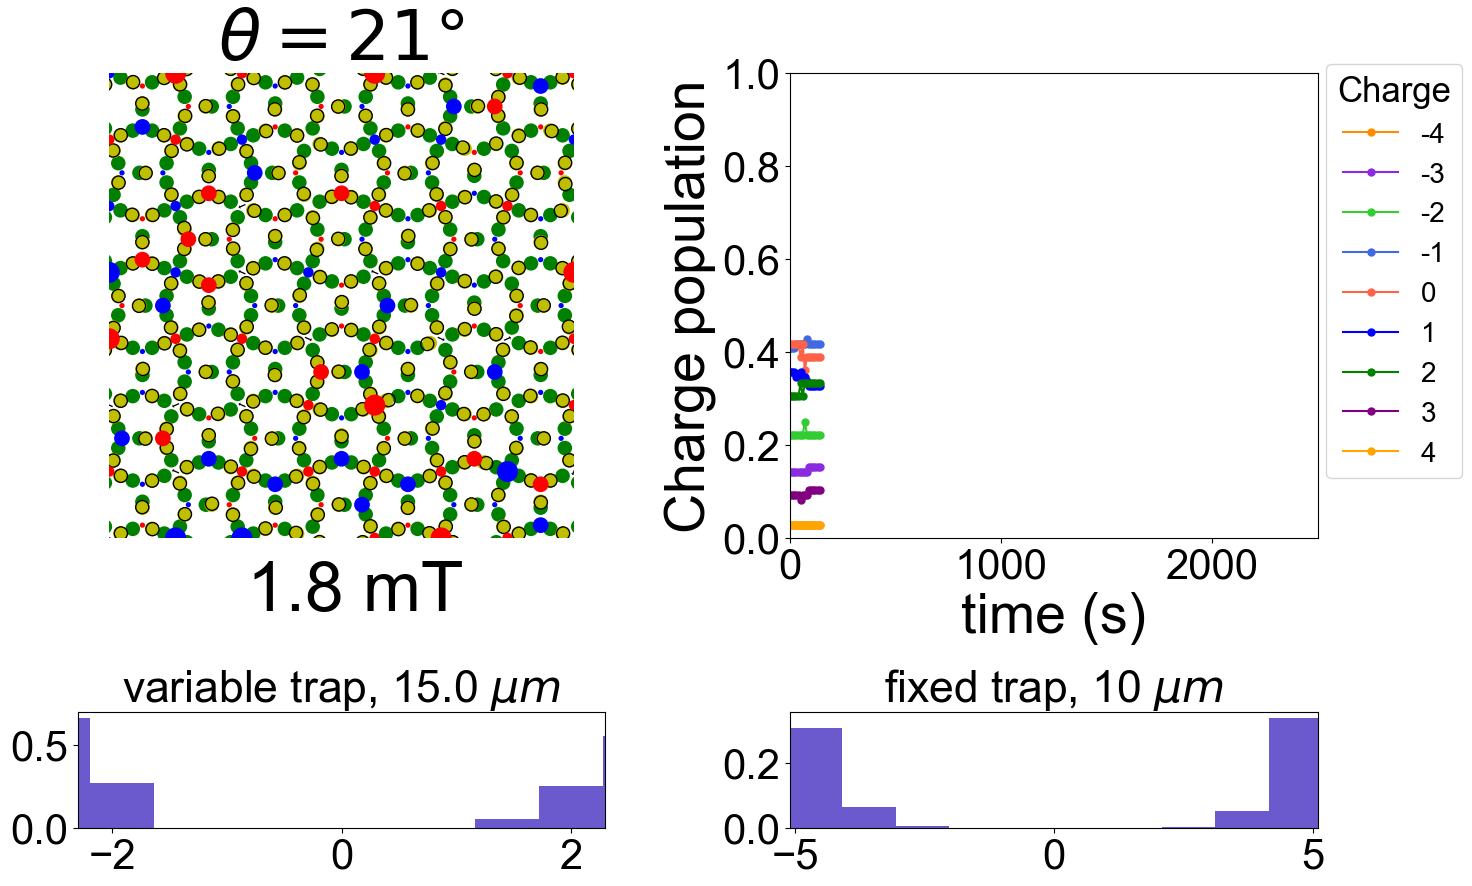 θ = 21°
1.8 mT
Charge population
1.0
0.8
0.6
0.4
0.2
0.0
0 1000 2000
time (s)
Charge
-4
-3
-2
-1
0
1
2
3
4
variable trap, 15.0 μm
0.5
0.0
−2 0 2
fixed trap, 10 μm
0.2
0.0
−5 0 5